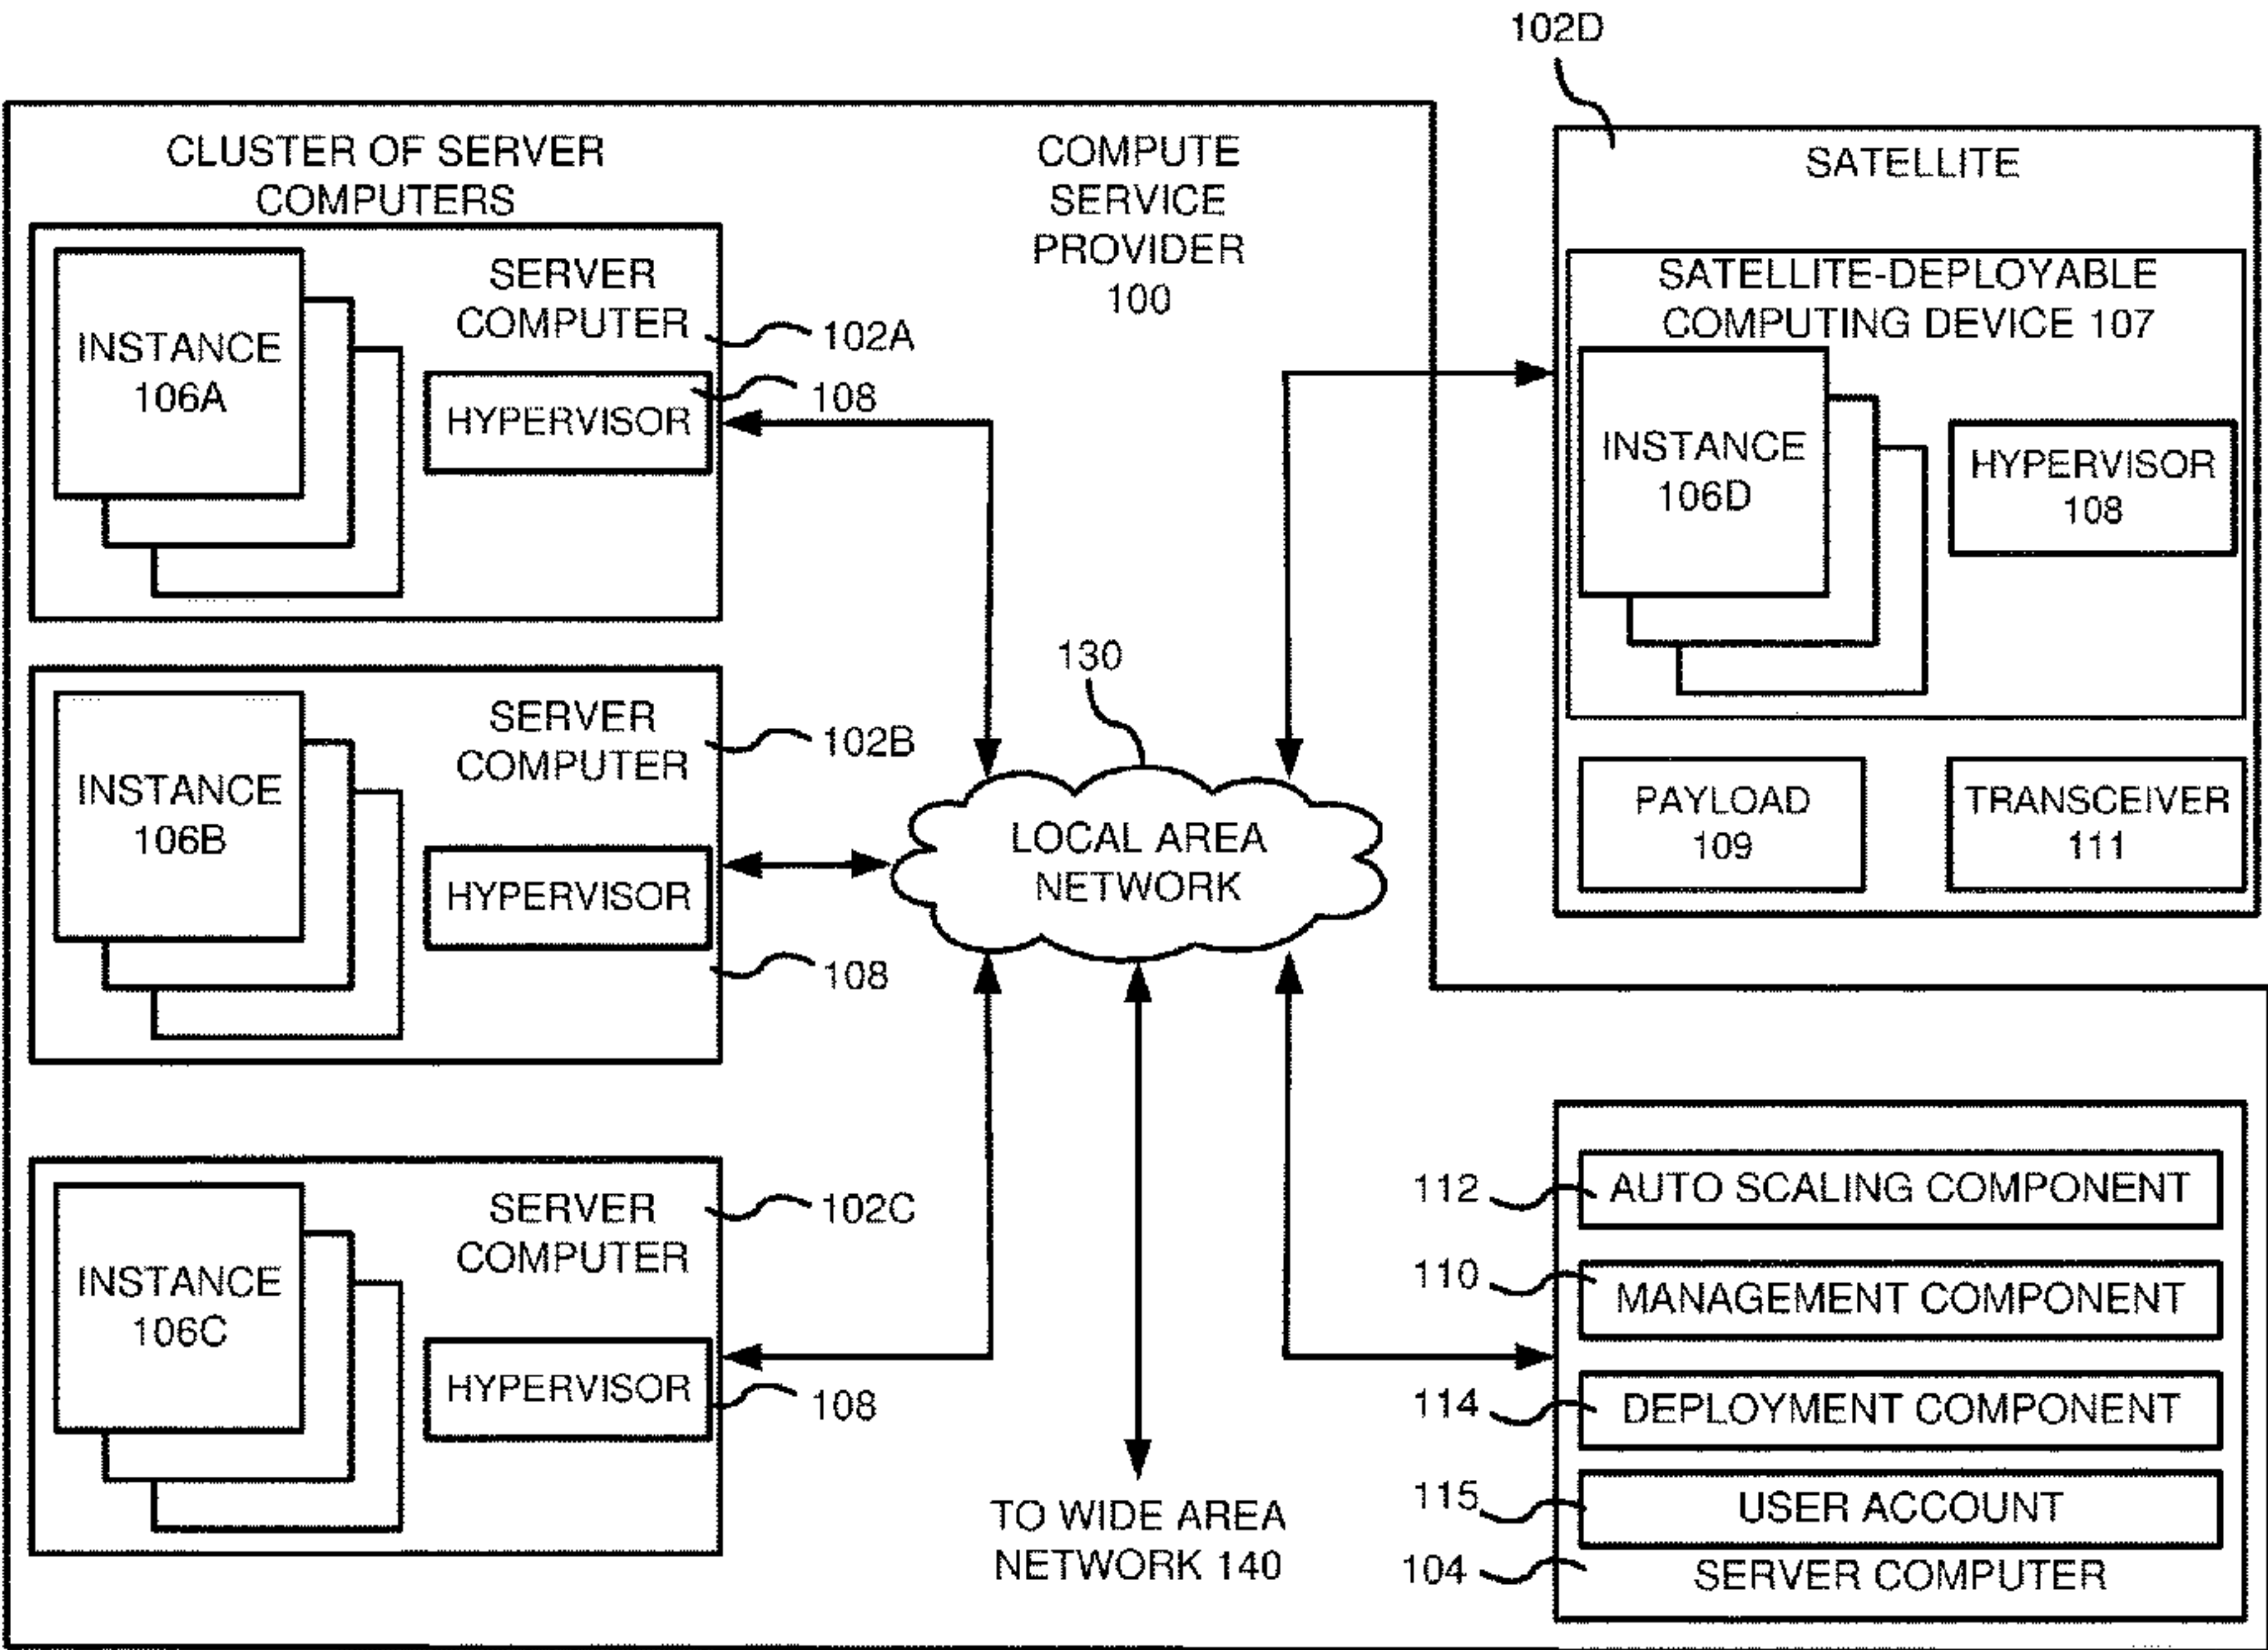 102D
CLUSTER OF SERVER
COMPUTERS
COMPUTE
SERVICE
PROVIDER
100
SERVER
COMPUTER
102A
INSTANCE
106A
HYPERVISOR
108
SERVER
COMPUTER
102B
INSTANCE
106B
HYPERVISOR
108
SERVER
COMPUTER
102C
INSTANCE
106C
HYPERVISOR
108
130
LOCAL AREA
NETWORK
TO WIDE AREA
NETWORK 140
SATELLITE
SATELLITE-DEPLOYABLE
COMPUTING DEVICE 107
INSTANCE
106D
HYPERVISOR
108
PAYLOAD
109
TRANSCEIVER
111
112
AUTO SCALING COMPONENT
110
MANAGEMENT COMPONENT
114
DEPLOYMENT COMPONENT
115
USER ACCOUNT
104
SERVER COMPUTER